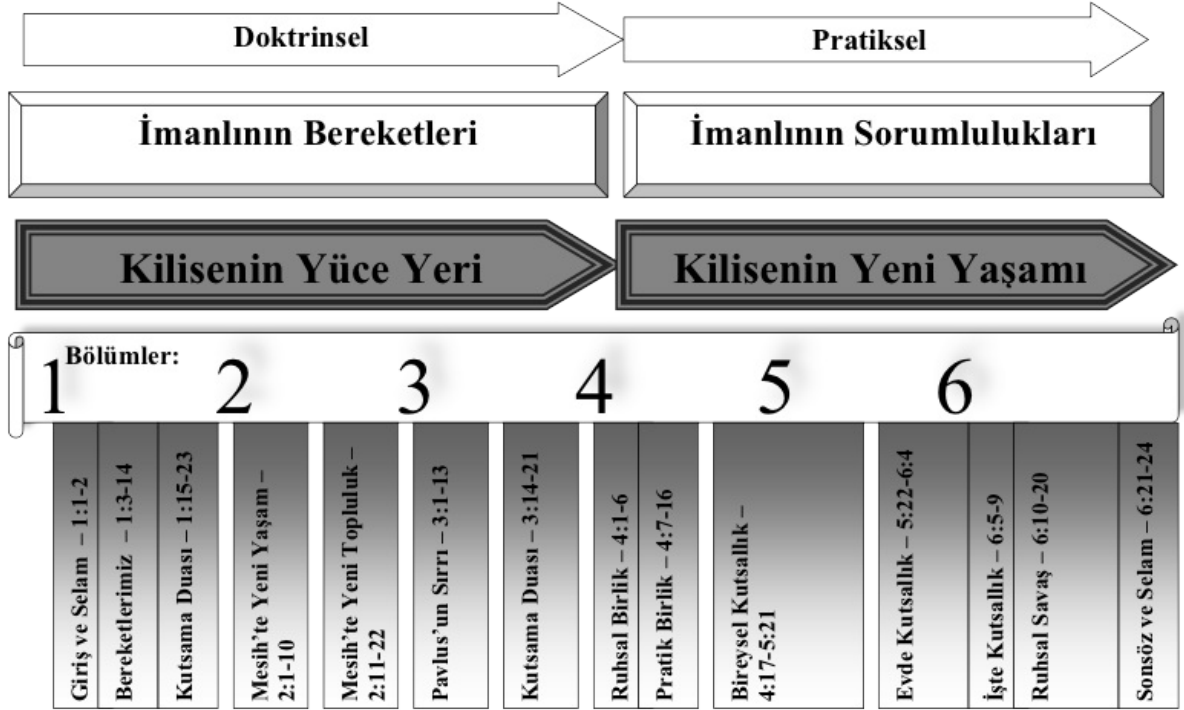 Doktrinsel
Pratiksel
İmanlının Bereketleri
İmanlının Sorumlulukları
Kilisenin Yüce Yeri
Kilisenin Yeni Yaşamı
Bölümler:
1 2 3 4 5 6
Giriş ve Selam – 1:1-2
Bereketlerimiz – 1:3-14
Kutsama Duası – 1:15-23
Mesih'te Yeni Yaşam –
2:1-10
Mesih'te Yeni Topluluk –
2:11-22
Pavlus'un Sırrı – 3:1-13
Kutsama Duası – 3:14-21
Ruhsal Birlik – 4:1-6
Pratik Birlik – 4:7-16
Bireysel Kutsallık –
4:17-5:21
Evde Kutsallık – 5:22-6:4
İşte Kutsallık – 6:5-9
Ruhsal Savaş – 6:10-20
Sonsöz ve Selam – 6:21-24